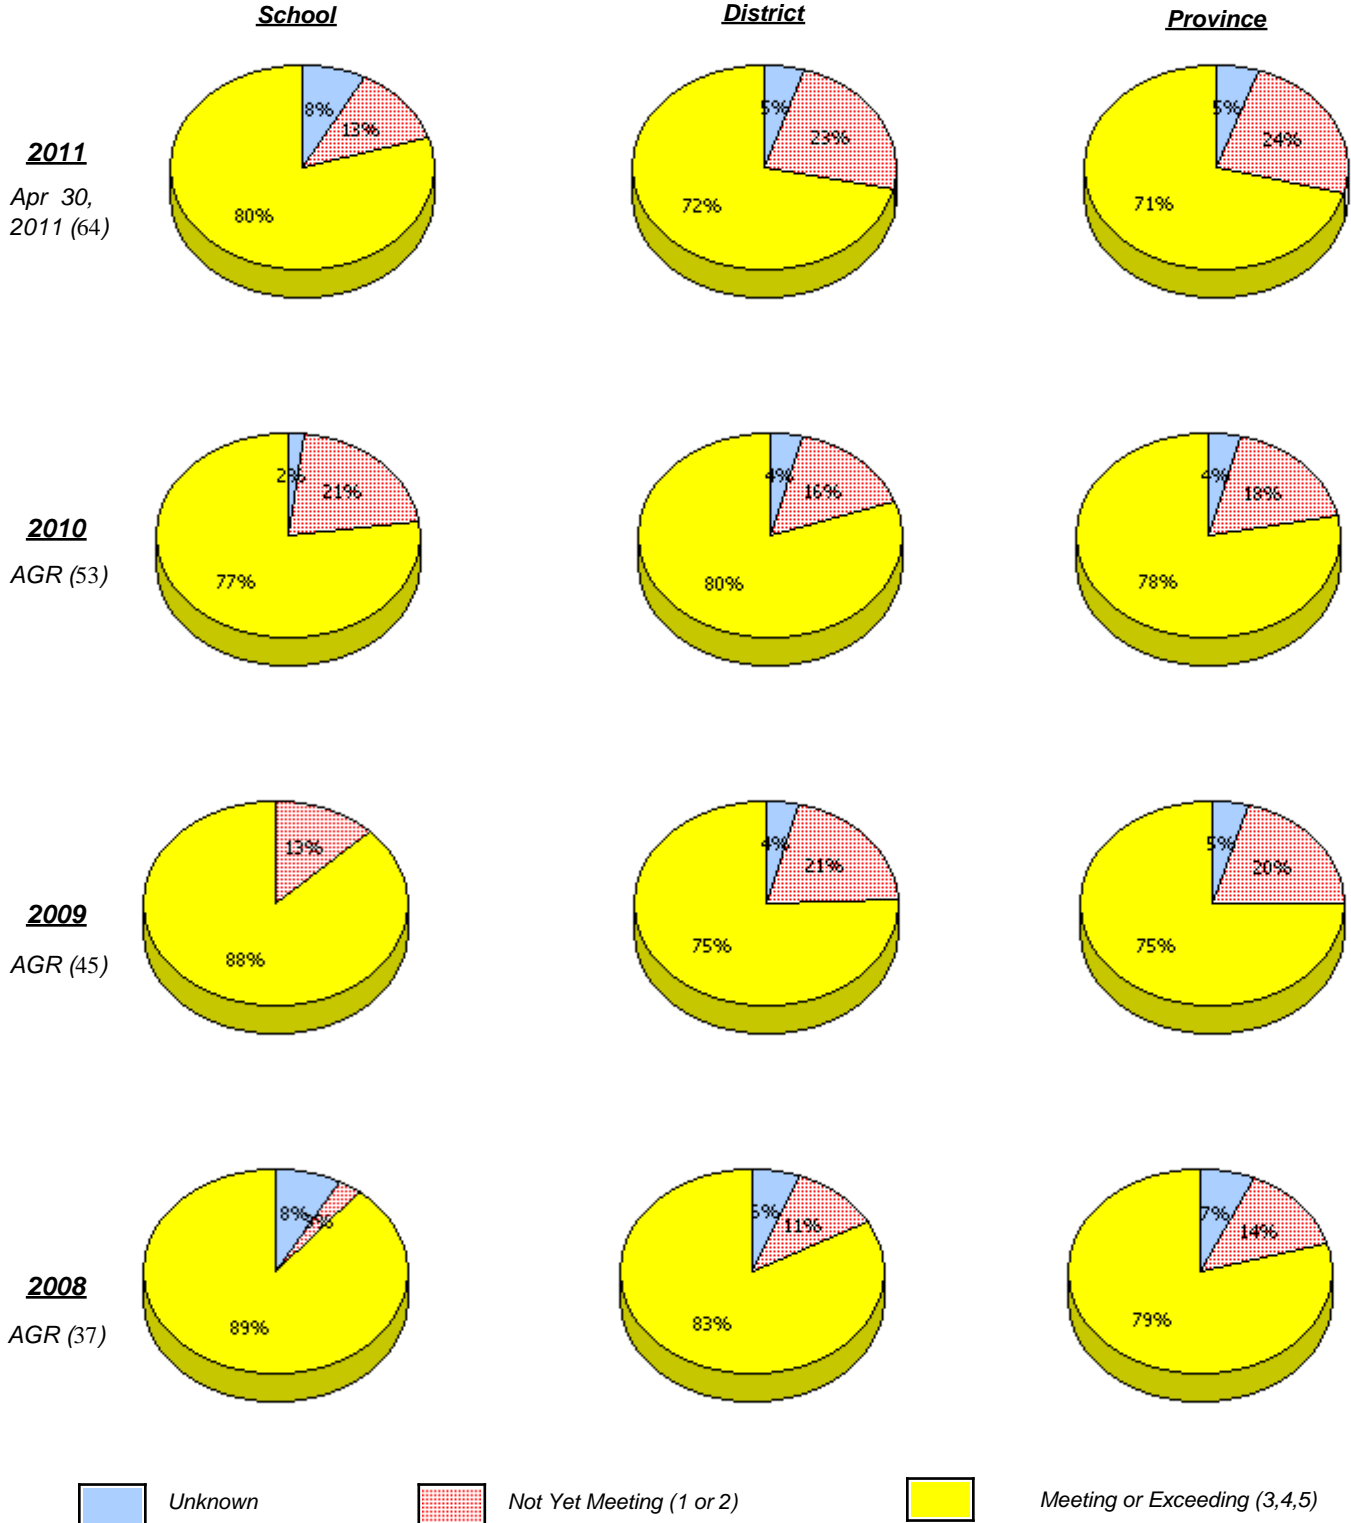 School District Province
8% 13% 80%
5% 23% 72%
5% 24% 71%
2011
Apr 30,
2011 (64)
2% 21% 77%
4% 16% 80%
4% 18% 78%
2010
AGR (53)
13% 88%
4% 21% 75%
5% 20% 75%
2009
AGR (45)
8% 89%
11% 83%
7% 14% 79%
2008
AGR (37)
Unknown Not Yet Meeting (1 or 2) Meeting or Exceeding (3,4,5)